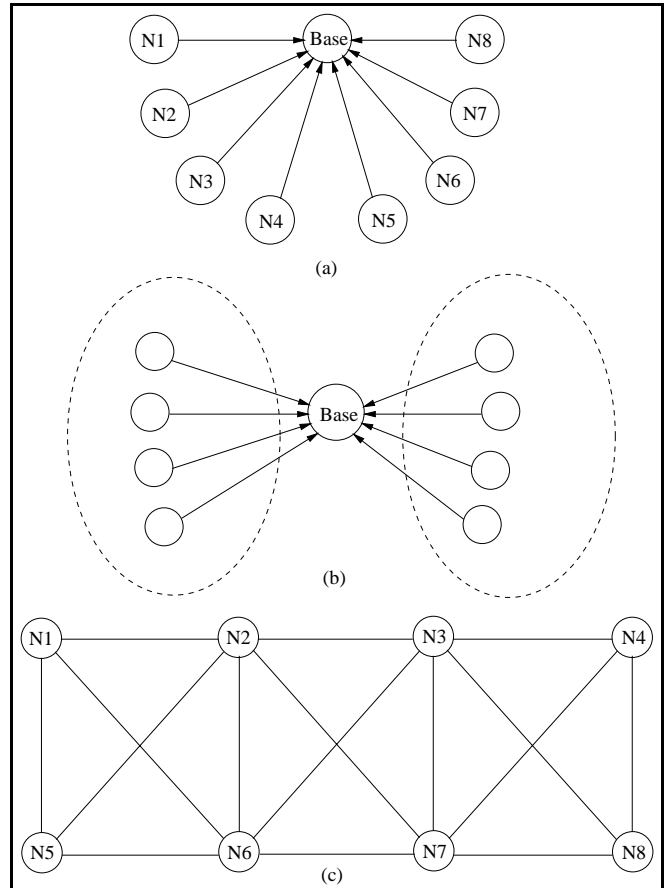 N1 Base N8
N2 N7
N3 N6
N4 N5
(a)
Base
(b)
N1 N2 N3 N4
N5 N6 N7 N8
(c)